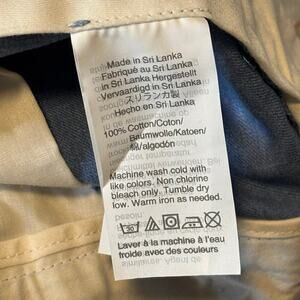 Made in Sri Lanka
Fabriqué au Sri Lanka
in Sri Lanka Hergestellt
Vervaardigd in Sri Lanka
スリランカ製
Hecho en Sri Lanka
100% Cotton/Coton/
Baumwolle/Katoen/
綿/algodón
Machine wash cold with
like colors. Non chlorine
bleach only. Tumble dry
low. Warm iron as needed.
30
Laver à la machine à l'eau
froide avec des couleurs